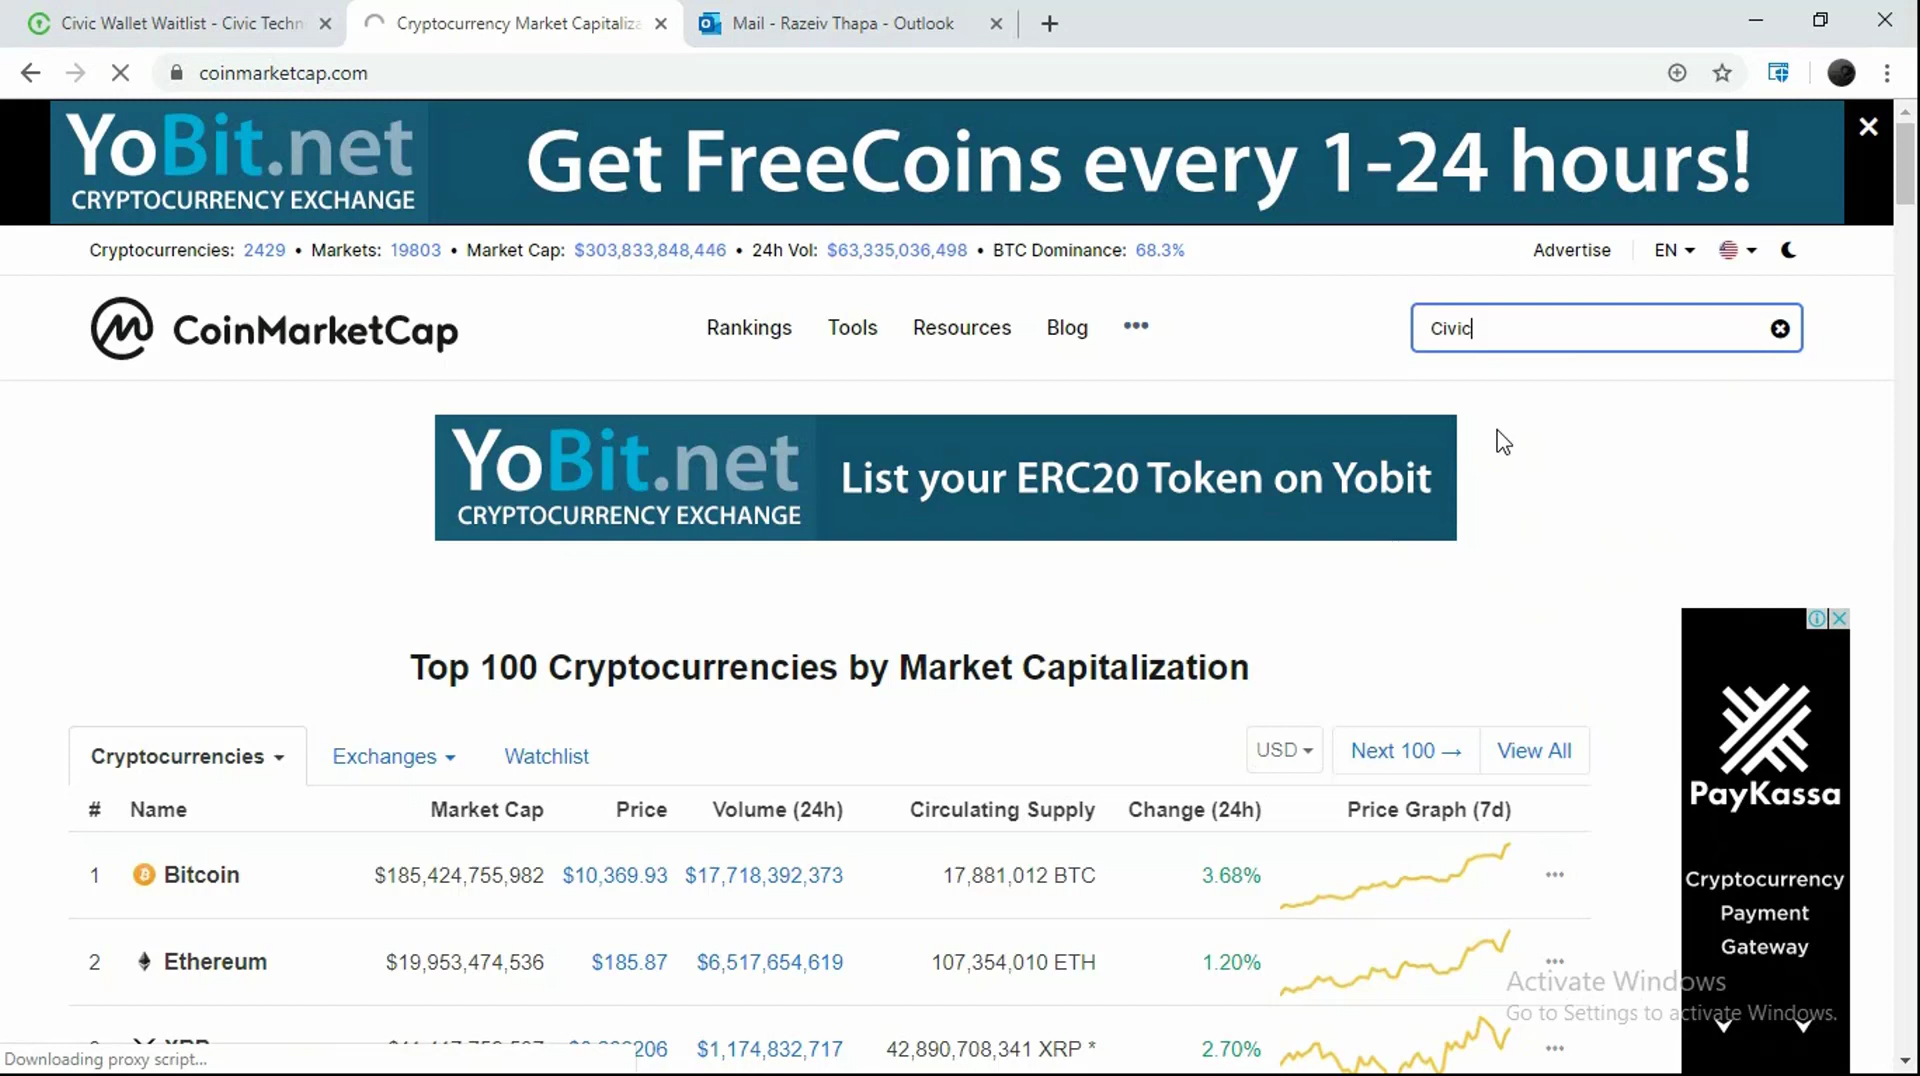 Civic Wallet Waitlist - Civic Techn
Cryptocurrency Market Capitaliza
Mail - Razeiv Thapa - Outlook
coinmarketcap.com
YoBit.net
CRYPTOCURRENCY EXCHANGE
Get FreeCoins every 1-24 hours!
Cryptocurrencies: 2429 • Markets: 19803 • Market Cap: $303,833,848,446 • 24h Vol: $63,335,036,498 • BTC Dominance: 68.3%
Advertise
EN
CoinMarketCap
Rankings
Tools
Resources
Blog
Civic
YoBit.net
CRYPTOCURRENCY EXCHANGE
List your ERC20 Token on Yobit
Top 100 Cryptocurrencies by Market Capitalization
Cryptocurrencies
Exchanges
Watchlist
USD
Next 100 →
View All
# Name Market Cap Price Volume (24h) Circulating Supply Change (24h) Price Graph (7d)
1 Bitcoin $185,424,755,982 $10,369.93 $17,718,392,373 17,881,012 BTC 3.68%
2 Ethereum $19,953,474,536 $185.87 $6,517,654,619 107,354,010 ETH 1.20%
XRP $1,174,832,717 42,890,708,341 XRP * 2.70%
PayKassa
Cryptocurrency
Payment
Gateway
Activate Windows
Go to Settings to activate Windows.
Downloading proxy script...